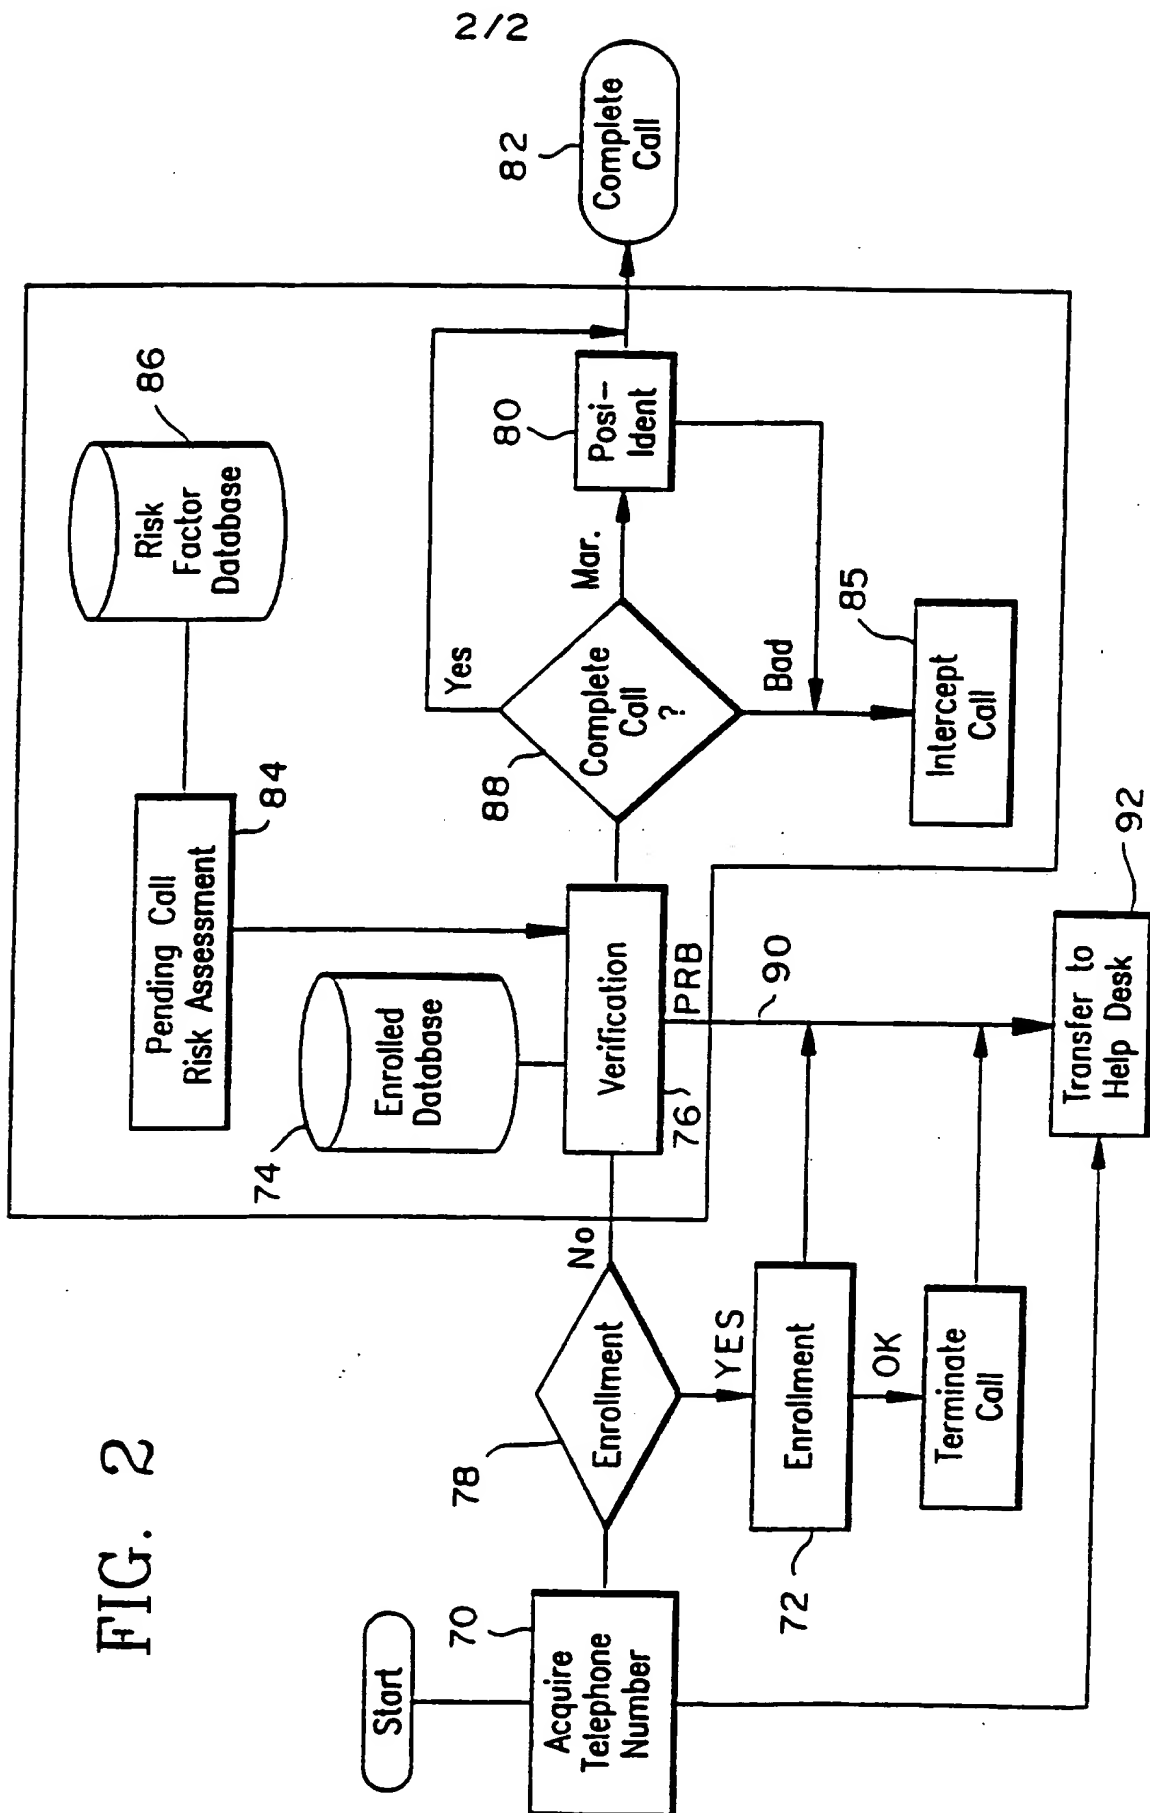 2/2
FIG. 2
Start
70
Acquire
Telephone
Number
78
Enrollment
No
YES
72
Enrollment
OK
Terminate
Call
74
Enrolled
Database
Pending Call
Risk Assessment
84
86
Risk
Factor
Database
Verification
76
PRB
90
88
Complete
Call
?
Yes
Mar.
Bad
80
Posi-
Ident
85
Intercept
Call
82
Complete
Call
92
Transfer to
Help Desk